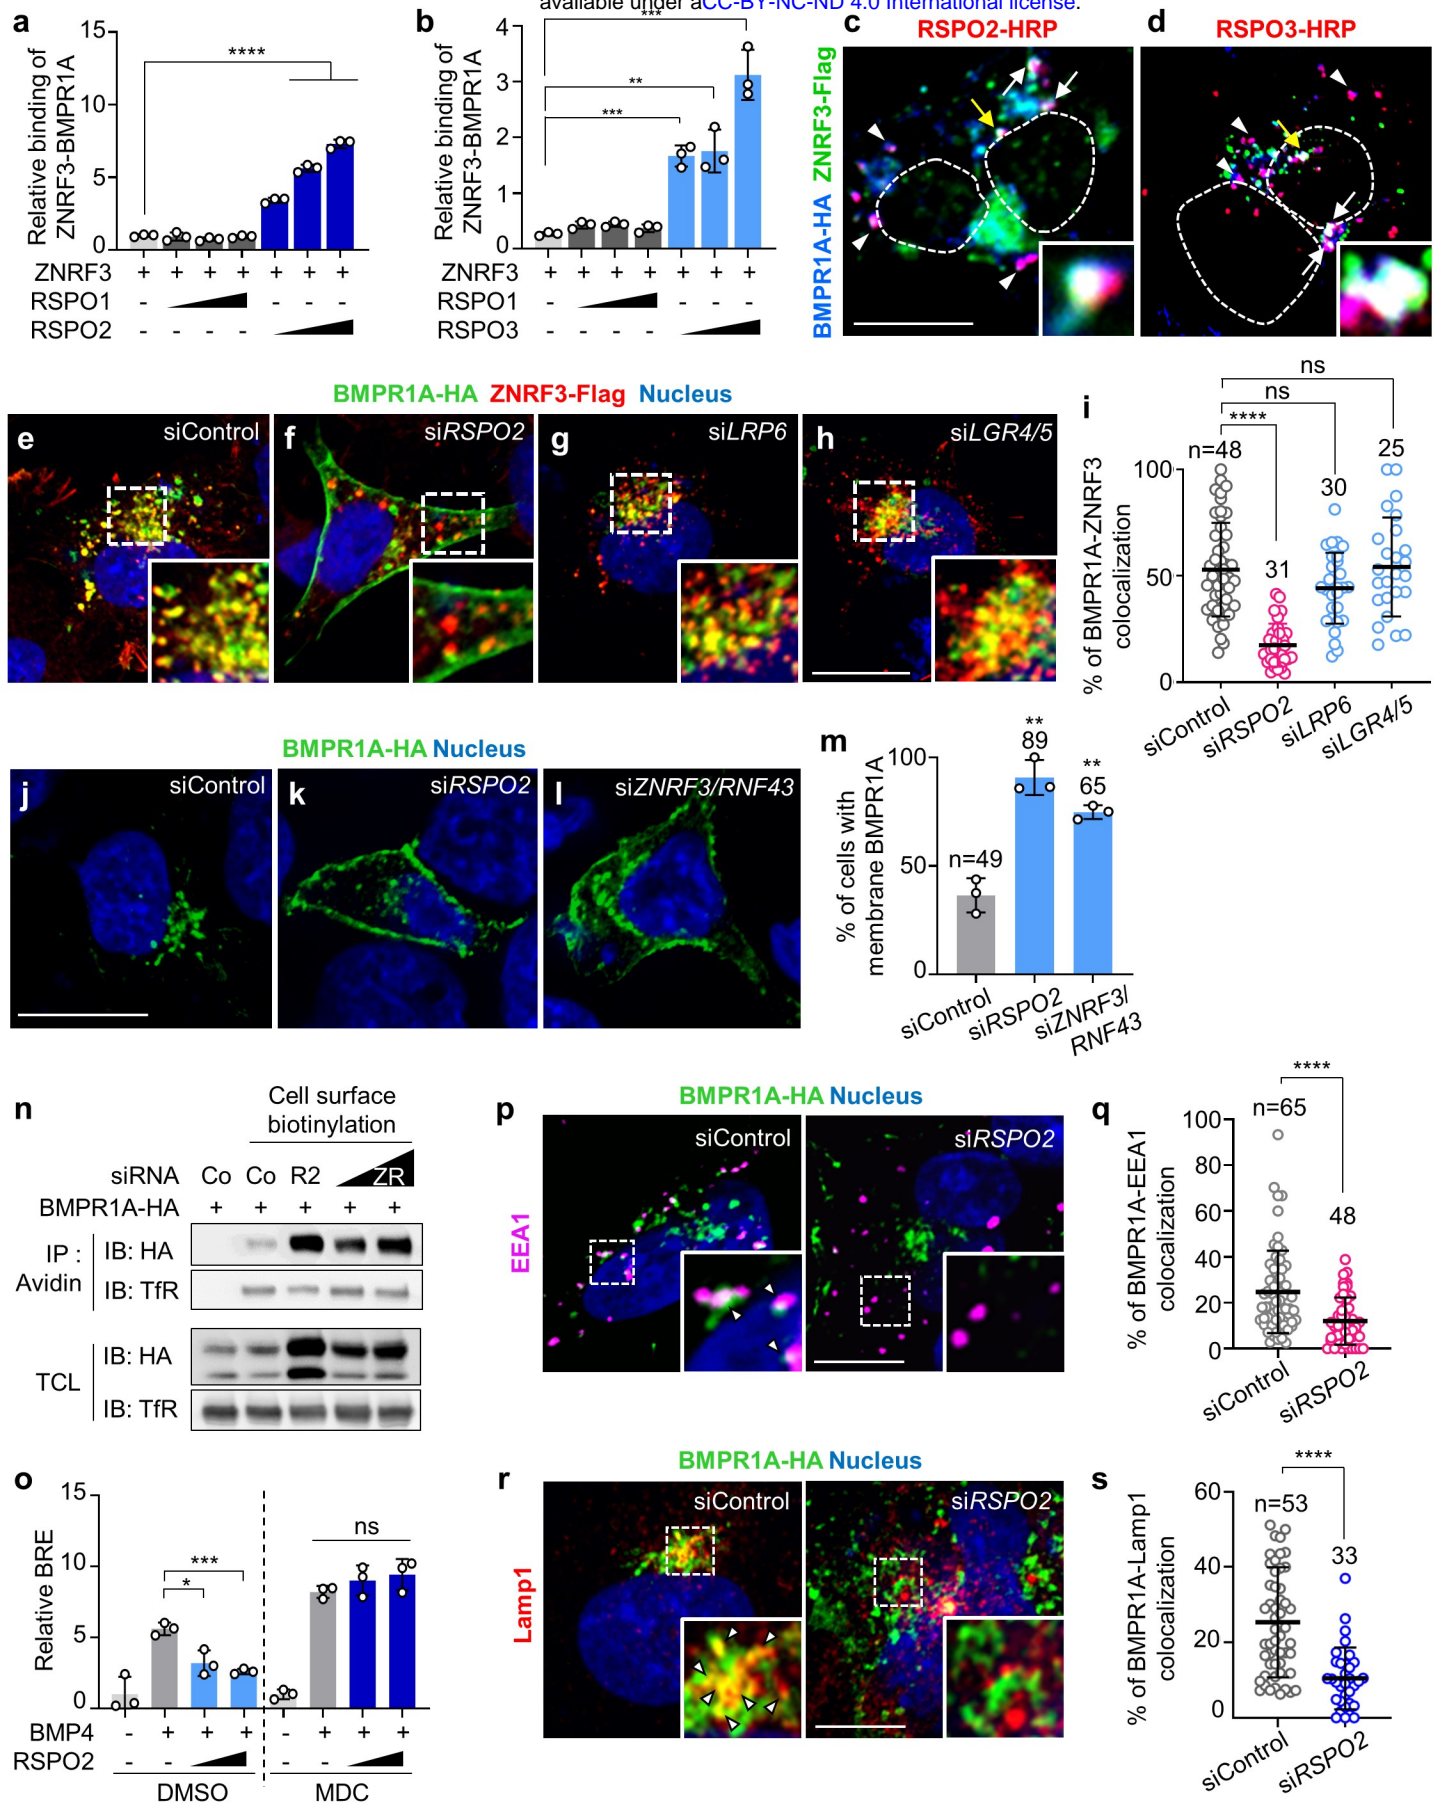 available under aCC-BY-NC-ND 4.0 International license.
a
Relative binding of
ZNRF3-BMPR1A
15
10
5
0
****
ZNRF3 + + + + + + +
RSPO1 - - - -
RSPO2 - - - -
b
Relative binding of
ZNRF3-BMPR1A
4
3
2
1
0
***
**
***
ZNRF3 + + + + + + +
RSPO1 - - - -
RSPO3 - - - -
c
RSPO2-HRP
BMPR1A-HA ZNRF3-Flag
d
RSPO3-HRP
BMPR1A-HA ZNRF3-Flag Nucleus
e
siControl
f
siRSPO2
g
siLRP6
h
siLGR4/5
i
% of BMPR1A-ZNRF3
colocalization
100
50
0
ns
ns
****
n=48
31
30
25
siControl
siRSPO2
siLRP6
siLGR4/5
BMPR1A-HA Nucleus
j
siControl
k
siRSPO2
l
siZNRF3/RNF43
m
% of cells with
membrane BMPR1A
100
50
0
n=49
**
89
**
65
siControl
siRSPO2
siZNRF3/
RNF43
n
Cell surface
biotinylation
siRNA Co Co R2 ZR
BMPR1A-HA + + + + +
IP :
Avidin
IB: HA
IB: TfR
TCL
IB: HA
IB: TfR
o
Relative BRE
15
10
5
0
***
*
ns
BMP4 - + + + - + + +
RSPO2 - - - -
DMSO
MDC
BMPR1A-HA Nucleus
p
EEA1
siControl
siRSPO2
q
% of BMPR1A-EEA1
colocalization
100
80
60
40
20
0
****
n=65
48
siControl
siRSPO2
BMPR1A-HA Nucleus
r
Lamp1
siControl
siRSPO2
s
% of BMPR1A-Lamp1
colocalization
60
40
20
0
****
n=53
33
siControl
siRSPO2